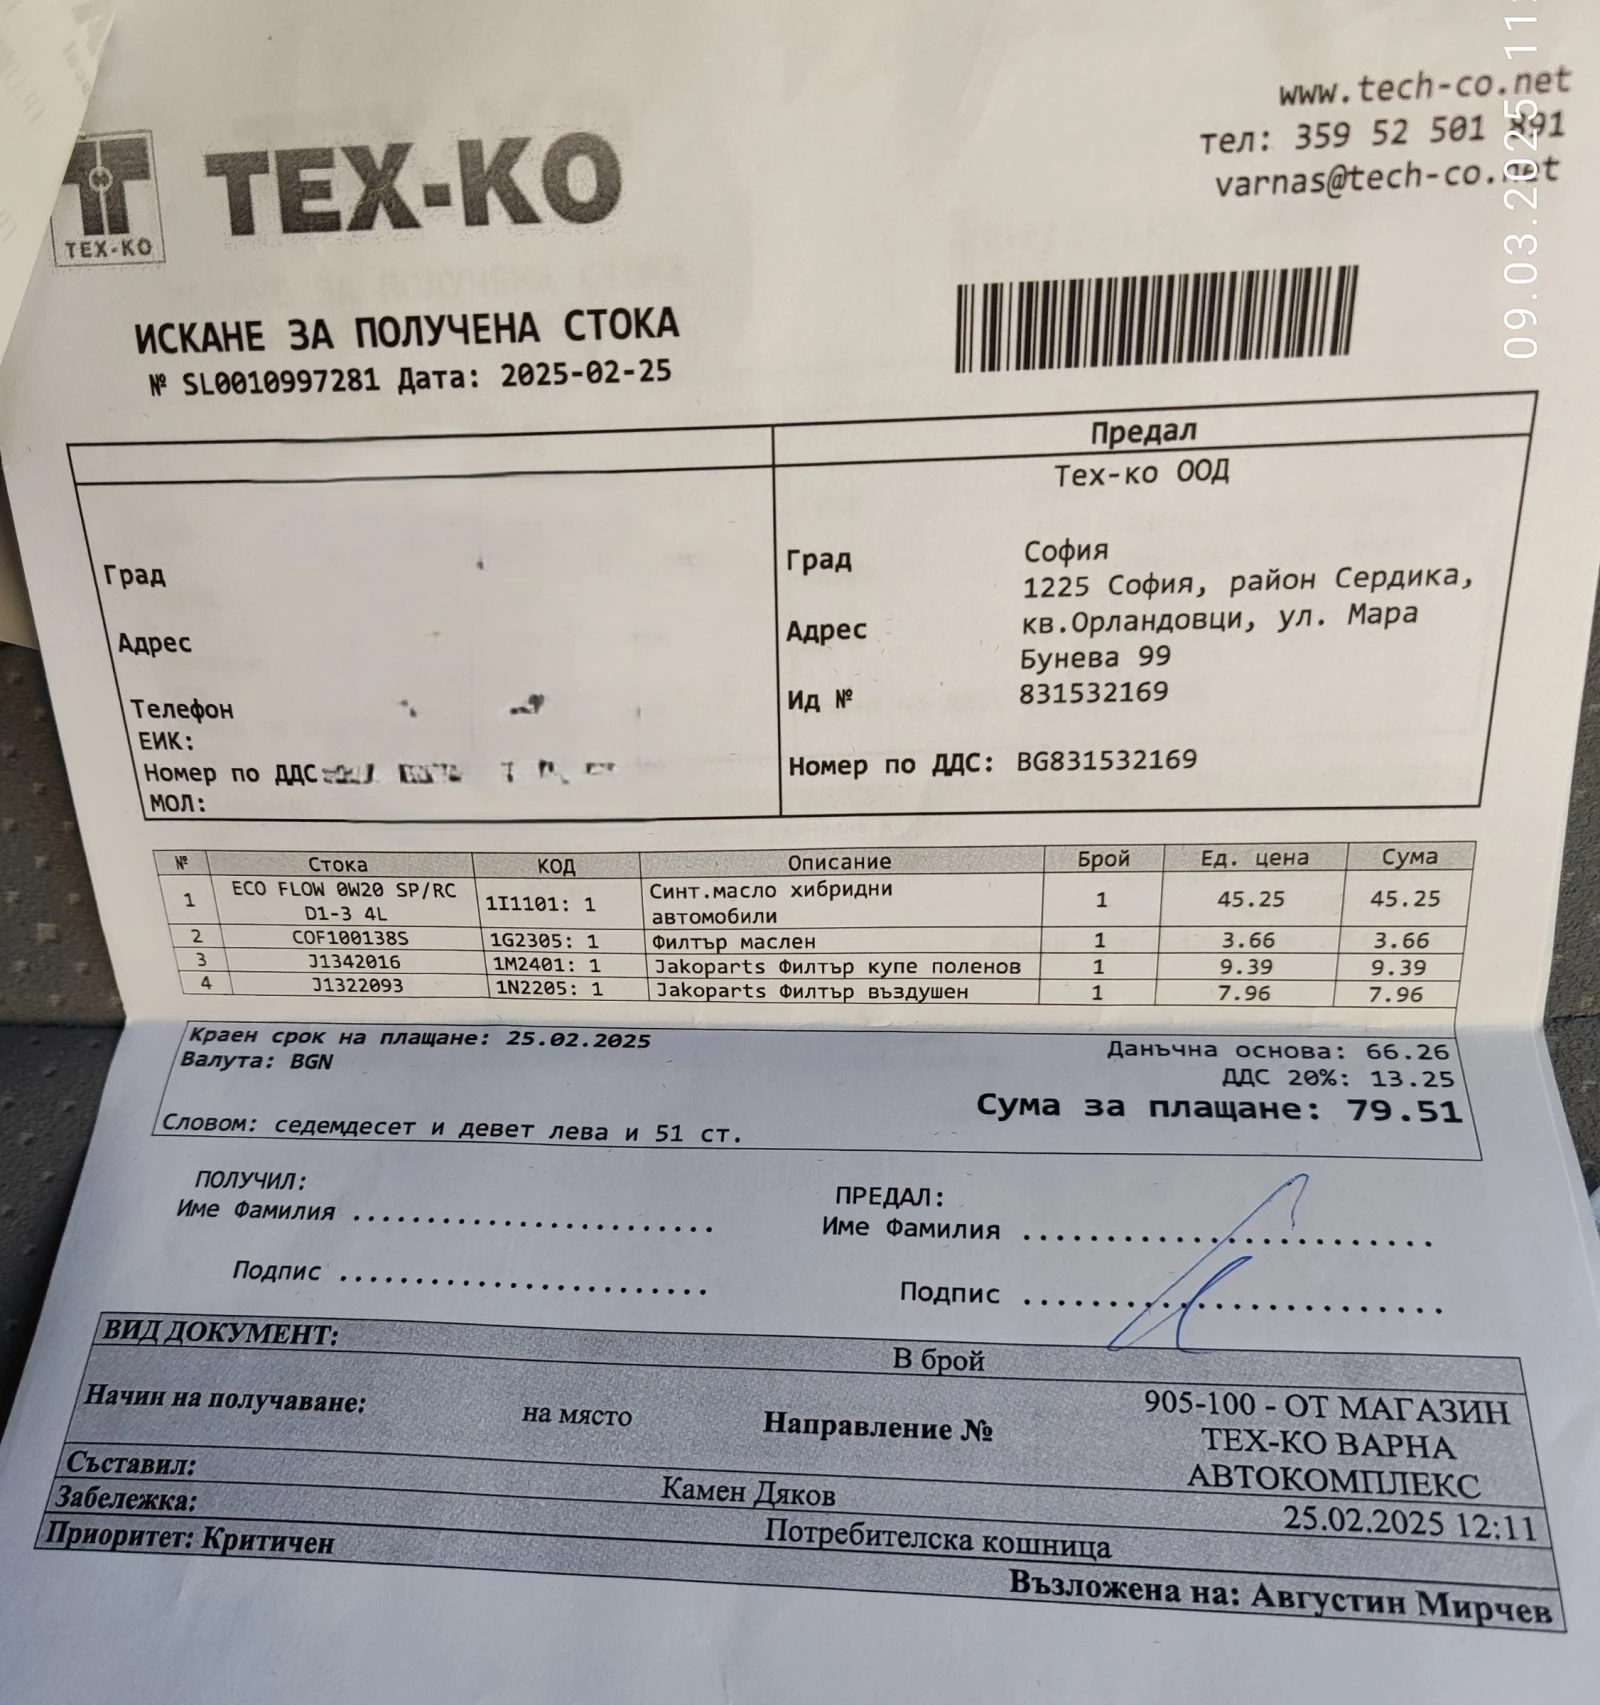 www.tech-co.net
тел: 359 52 501 891
varnas@tech-co.net
09.03.2025 11:
ТЕХ-КО
ТЕХ-КО
ИСКАНЕ ЗА ПОЛУЧЕНА СТОКА
№ SL0010997281 Дата: 2025-02-25
Град
Адрес
Телефон
ЕИК:
Номер по ДДС
МОЛ:
Предал
Тех-ко ООД
Град София
Адрес 1225 София, район Сердика,
кв.Орландовци, ул. Мара
Бунева 99
Ид № 831532169
Номер по ДДС: BG831532169
№ Стока КОД Описание Брой Ед. цена Сума
1 ECO FLOW 0W20 SP/RC D1-3 4L 1I1101: 1 Синт.масло хибридни автомобили 1 45.25 45.25
2 COF100138S 1G2305: 1 Филтър маслен 1 3.66 3.66
3 J1342016 1M2401: 1 Jakoparts Филтър купе поленов 1 9.39 9.39
4 J1322093 1N2205: 1 Jakoparts Филтър въздушен 1 7.96 7.96
Краен срок на плащане: 25.02.2025
Валута: BGN
Данъчна основа: 66.26
ДДС 20%: 13.25
Сума за плащане: 79.51
Словом: седемдесет и девет лева и 51 ст.
ПОЛУЧИЛ:
Име Фамилия ........................
Подпис ........................
ПРЕДАЛ:
Име Фамилия ........................
Подпис ........................
ВИД ДОКУМЕНТ: В брой
Начин на получаване: на място Направление № 905-100 - ОТ МАГАЗИН
ТЕХ-КО ВАРНА
АВТОКОМПЛЕКС
Съставил: Камен Дяков 25.02.2025 12:11
Забележка: Потребителска кошница
Приоритет: Критичен Възложена на: Августин Мирчев